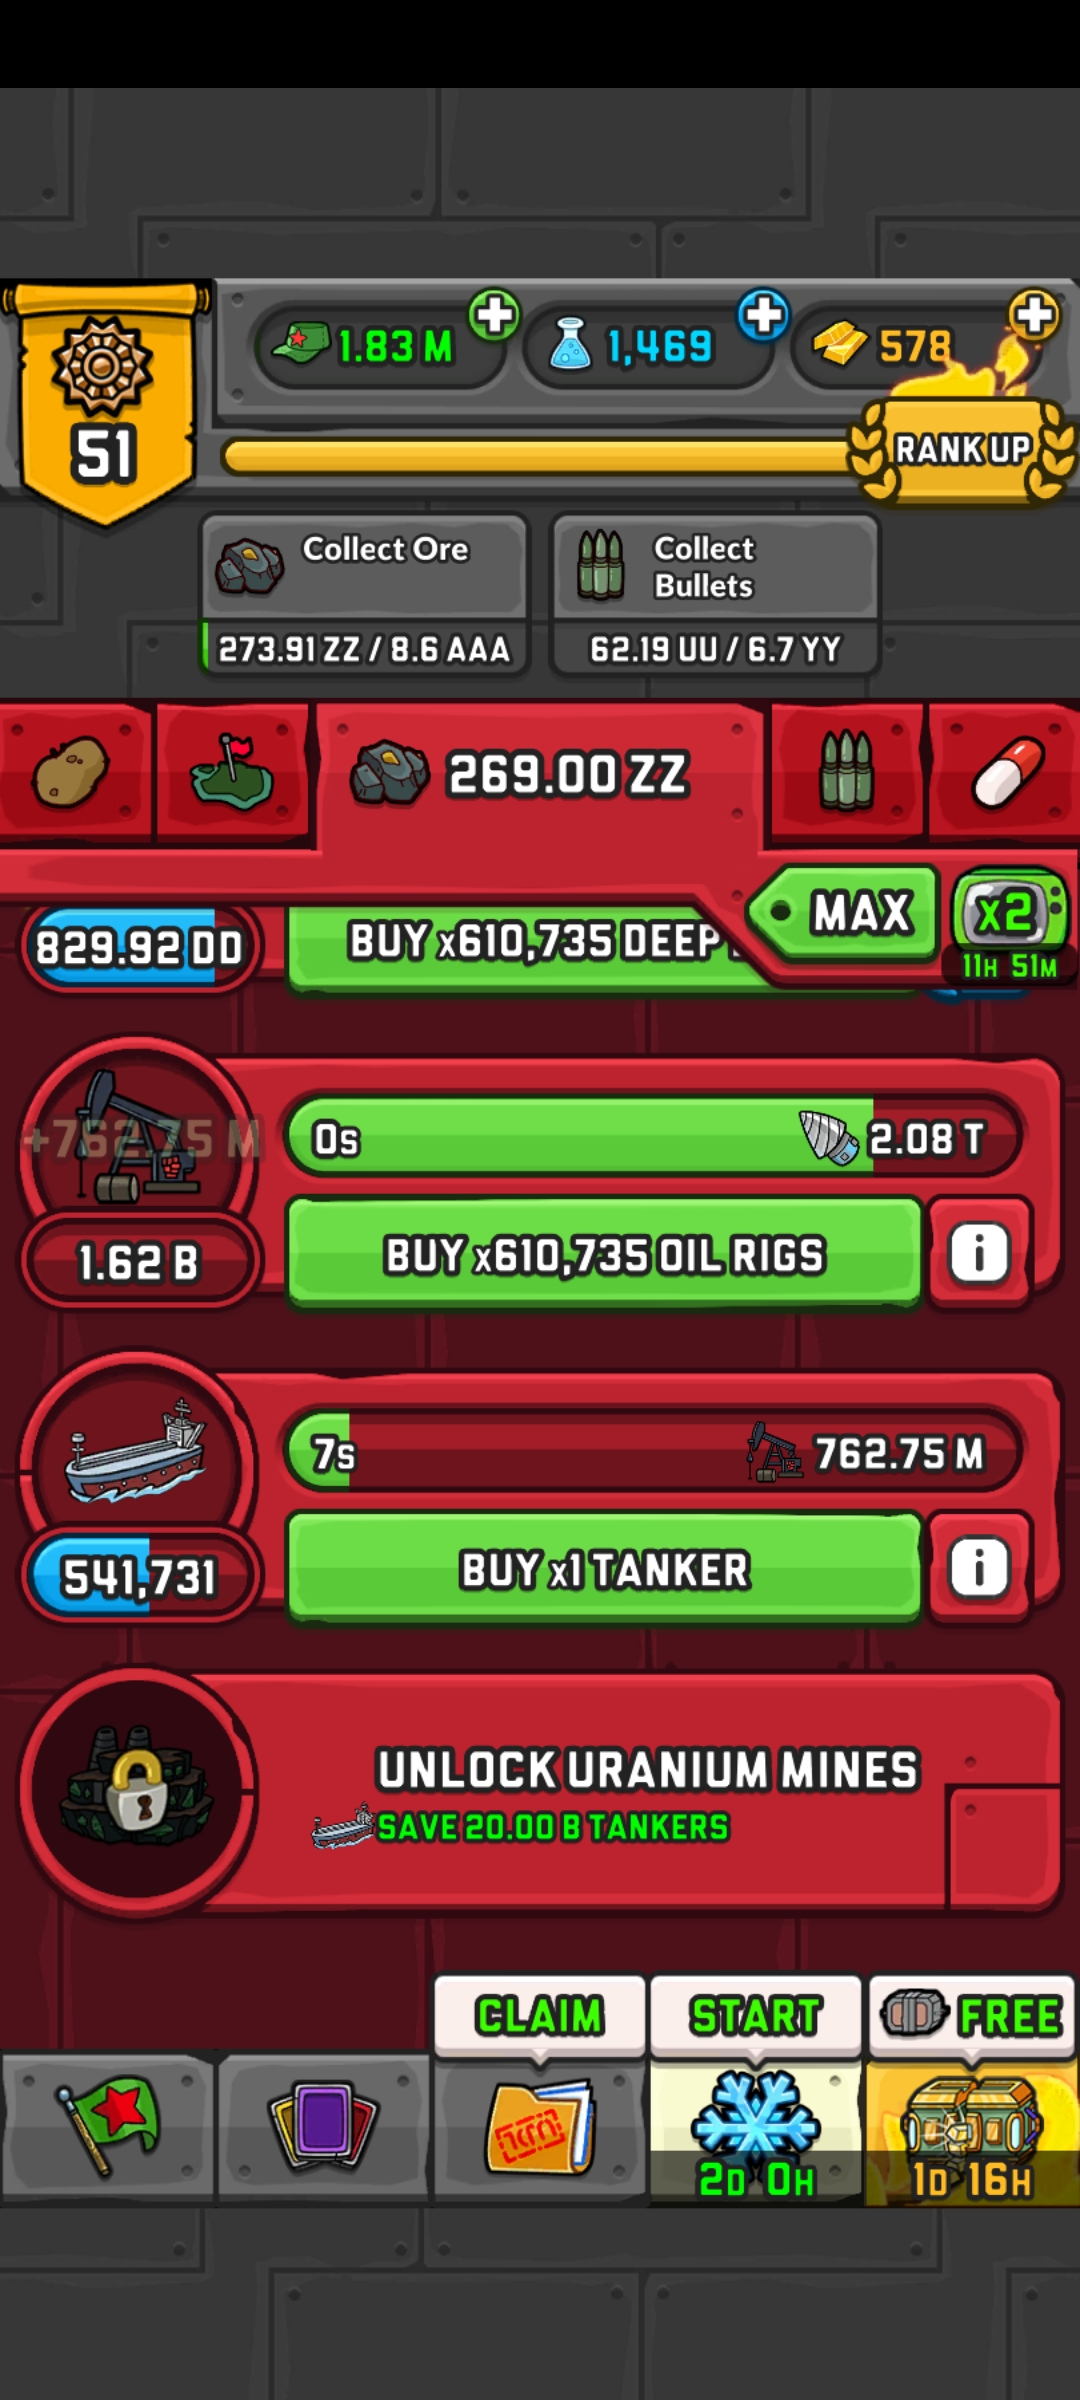 1.83 M
1,469
578
51
RANK UP
Collect Ore
Collect
Bullets
273.91 ZZ / 8.6 AAA
62.19 UU / 6.7 YY
269.00 ZZ
MAX
x2
11H 51M
829.92 DD
BUY x610,735 DEEP
+762.75 M
0s
2.08 T
1.62 B
BUY x610,735 OIL RIGS
i
7s
762.75 M
541,731
BUY x1 TANKER
i
UNLOCK URANIUM MINES
SAVE 20.00 B TANKERS
CLAIM
START
FREE
2D 0H
1D 16H